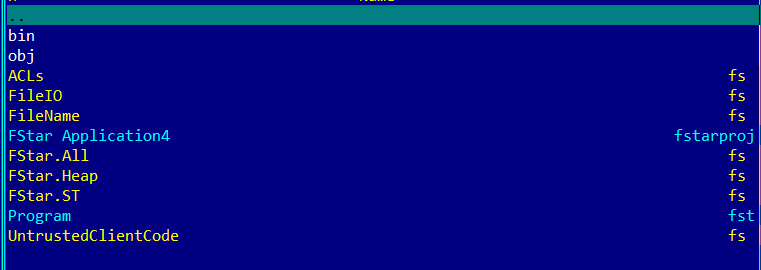 ..
bin
obj
ACLs fs
FileIO fs
FileName fs
FStar Application4 fstarproj
FStar.All fs
FStar.Heap fs
FStar.ST fs
Program fst
UntrustedClientCode fs